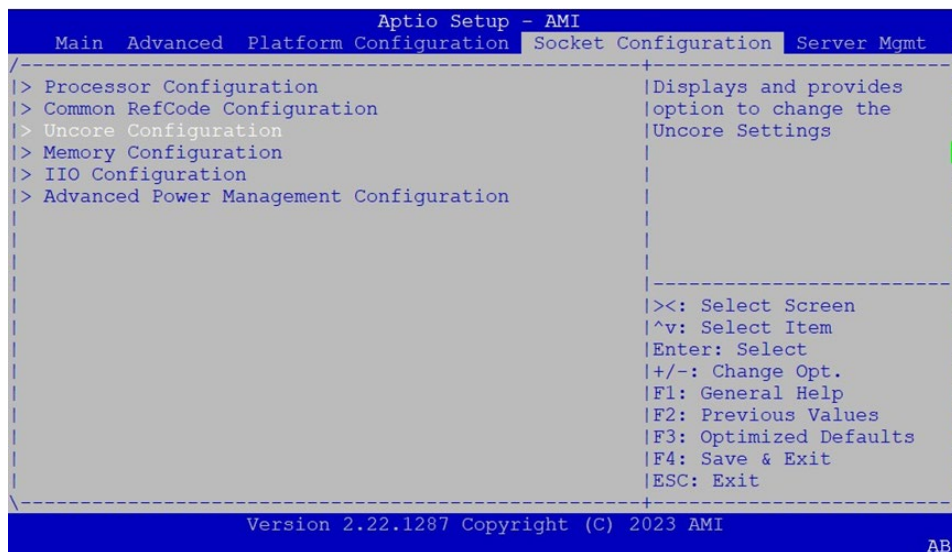 Aptio Setup - AMI
Main Advanced Platform Configuration Socket Configuration Server Mgmt
/---------------------------------------------------+------------------------
|> Processor Configuration |Displays and provides
|> Common RefCode Configuration |option to change the
|> Uncore Configuration |Uncore Settings
|> Memory Configuration |
|> IIO Configuration |
|> Advanced Power Management Configuration |
|------------------------
|><: Select Screen
|^v: Select Item
|Enter: Select
|+/-: Change Opt.
|F1: General Help
|F2: Previous Values
|F3: Optimized Defaults
|F4: Save & Exit
|ESC: Exit
\---------------------------------------------------+------------------------
Version 2.22.1287 Copyright (C) 2023 AMI
AB